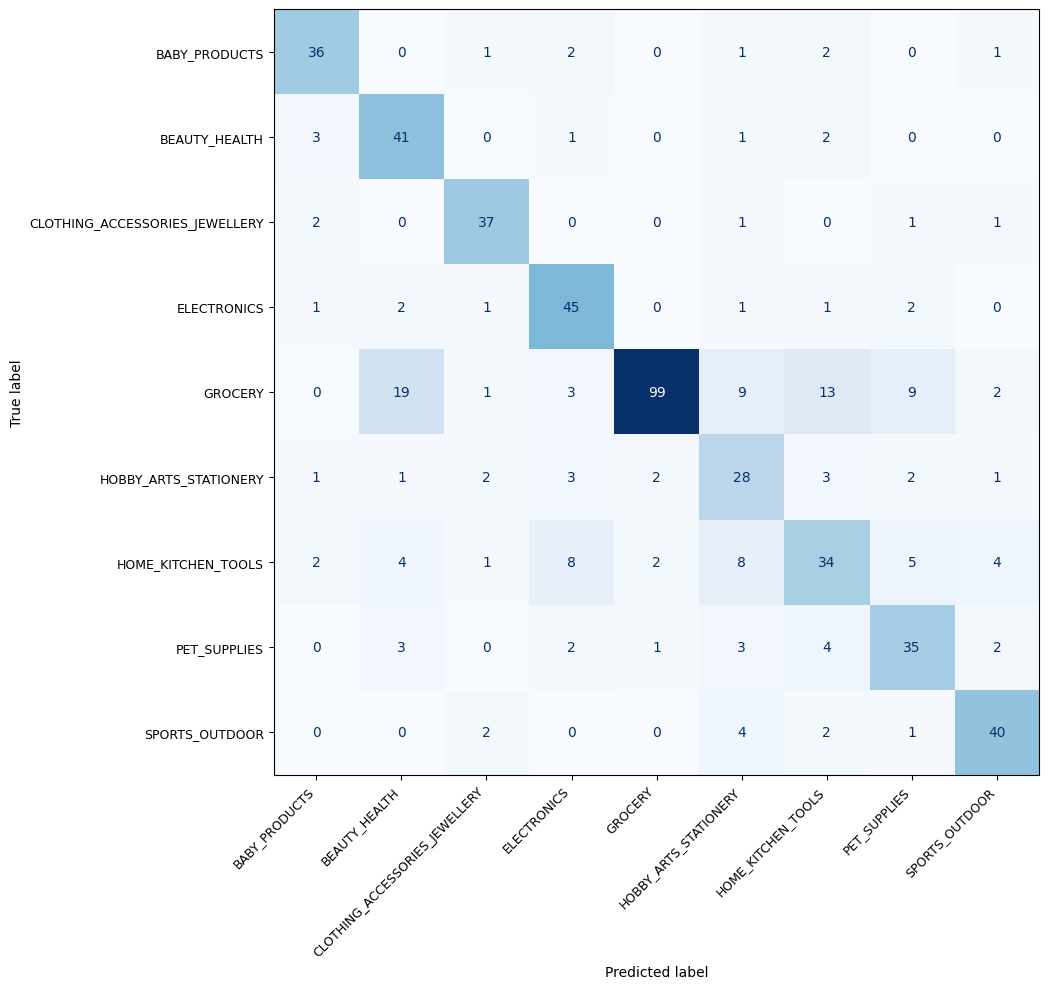 BABY_PRODUCTS 36 0 1 2 0 1 2 0 1
BEAUTY_HEALTH 3 41 0 1 0 1 2 0 0
CLOTHING_ACCESSORIES_JEWELLERY 2 0 37 0 0 1 0 1 1
ELECTRONICS 1 2 1 45 0 1 1 2 0
GROCERY 0 19 1 3 99 9 13 9 2
HOBBY_ARTS_STATIONERY 1 1 2 3 2 28 3 2 1
HOME_KITCHEN_TOOLS 2 4 1 8 2 8 34 5 4
PET_SUPPLIES 0 3 0 2 1 3 4 35 2
SPORTS_OUTDOOR 0 0 2 0 0 4 2 1 40
True label
BABY_PRODUCTS
BEAUTY_HEALTH
CLOTHING_ACCESSORIES_JEWELLERY
ELECTRONICS
GROCERY
HOBBY_ARTS_STATIONERY
HOME_KITCHEN_TOOLS
PET_SUPPLIES
SPORTS_OUTDOOR
Predicted label